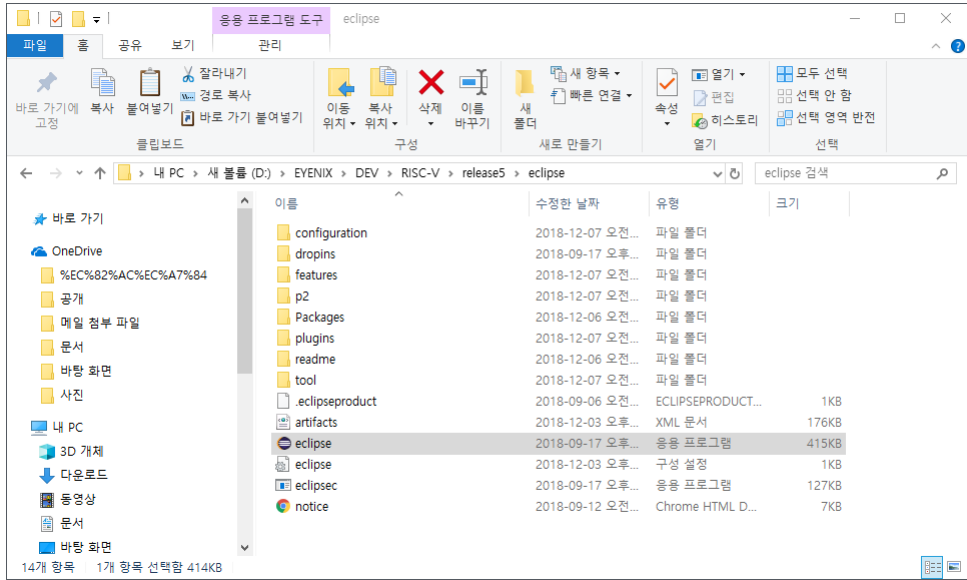 응용 프로그램 도구 eclipse
파일 홈 공유 보기 관리
바로 가기에 고정
복사
붙여넣기
잘라내기
경로 복사
바로 가기 붙여넣기
클립보드
이동 위치
복사 위치
삭제
이름 바꾸기
구성
새 폴더
새 항목
빠른 연결
새로 만들기
속성
열기
편집
히스토리
열기
모두 선택
선택 안 함
선택 영역 반전
선택
내 PC > 새 볼륨 (D:) > EYENIX > DEV > RISC-V > release5 > eclipse
eclipse 검색
바로 가기
OneDrive
%EC%82%AC%EC%A7%84
공개
메일 첨부 파일
문서
바탕 화면
사진
내 PC
3D 개체
다운로드
동영상
문서
바탕 화면
이름 수정한 날짜 유형 크기
configuration 2018-12-07 오전... 파일 폴더
dropins 2018-09-17 오후... 파일 폴더
features 2018-12-07 오전... 파일 폴더
p2 2018-12-07 오전... 파일 폴더
Packages 2018-12-06 오전... 파일 폴더
plugins 2018-12-07 오전... 파일 폴더
readme 2018-12-06 오전... 파일 폴더
tool 2018-12-07 오전... 파일 폴더
.eclipseproduct 2018-09-06 오전... ECLIPSEPRODUCT... 1KB
artifacts 2018-12-03 오후... XML 문서 176KB
eclipse 2018-09-17 오후... 응용 프로그램 415KB
eclipse 2018-12-03 오후... 구성 설정 1KB
eclipsec 2018-09-17 오후... 응용 프로그램 127KB
notice 2018-09-12 오전... Chrome HTML D... 7KB
14개 항목 1개 항목 선택함 414KB